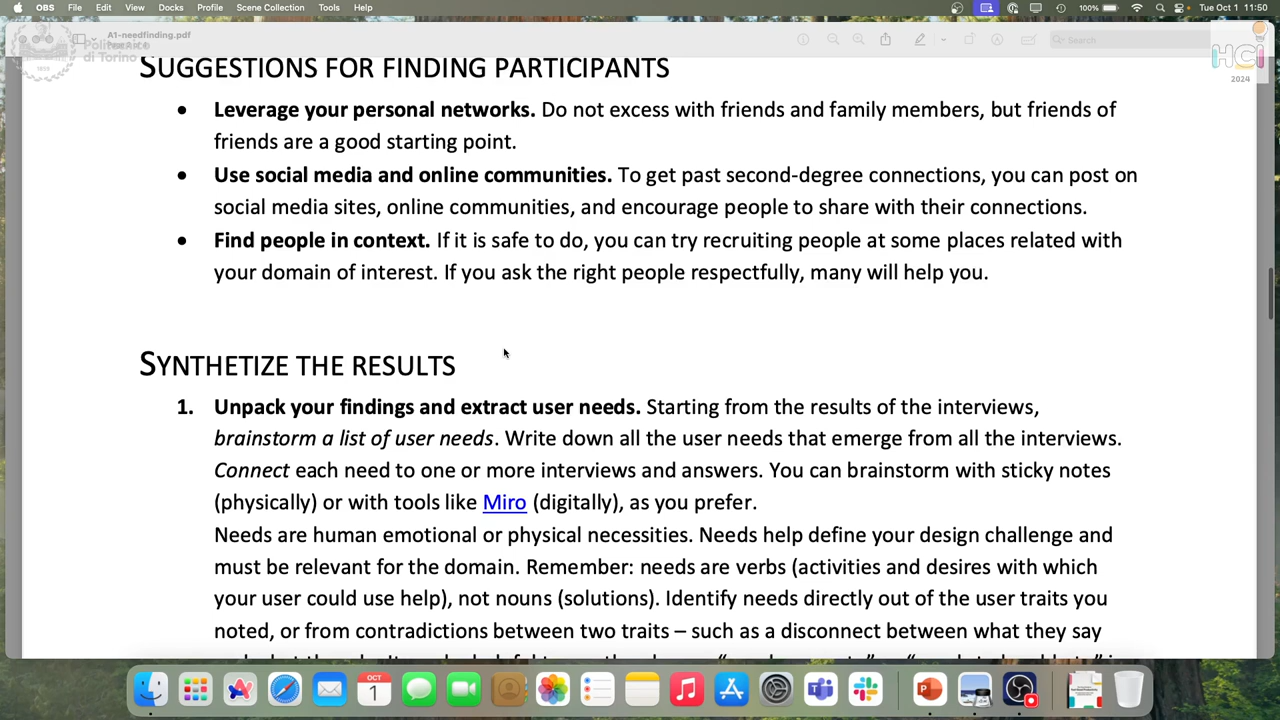 OBS File Edit View Docks Profile Scene Collection Tools Help 100% Tue Oct 1 11:50
A1-needfinding.pdf
Search
Politecnico
di Torino
1859
HCI
2024
SUGGESTIONS FOR FINDING PARTICIPANTS
• Leverage your personal networks. Do not excess with friends and family members, but friends of
friends are a good starting point.
• Use social media and online communities. To get past second-degree connections, you can post on
social media sites, online communities, and encourage people to share with their connections.
• Find people in context. If it is safe to do, you can try recruiting people at some places related with
your domain of interest. If you ask the right people respectfully, many will help you.
SYNTHETIZE THE RESULTS
1. Unpack your findings and extract user needs. Starting from the results of the interviews,
brainstorm a list of user needs. Write down all the user needs that emerge from all the interviews.
Connect each need to one or more interviews and answers. You can brainstorm with sticky notes
(physically) or with tools like Miro (digitally), as you prefer.
Needs are human emotional or physical necessities. Needs help define your design challenge and
must be relevant for the domain. Remember: needs are verbs (activities and desires with which
your user could use help), not nouns (solutions). Identify needs directly out of the user traits you
noted, or from contradictions between two traits – such as a disconnect between what they say
OCT
1